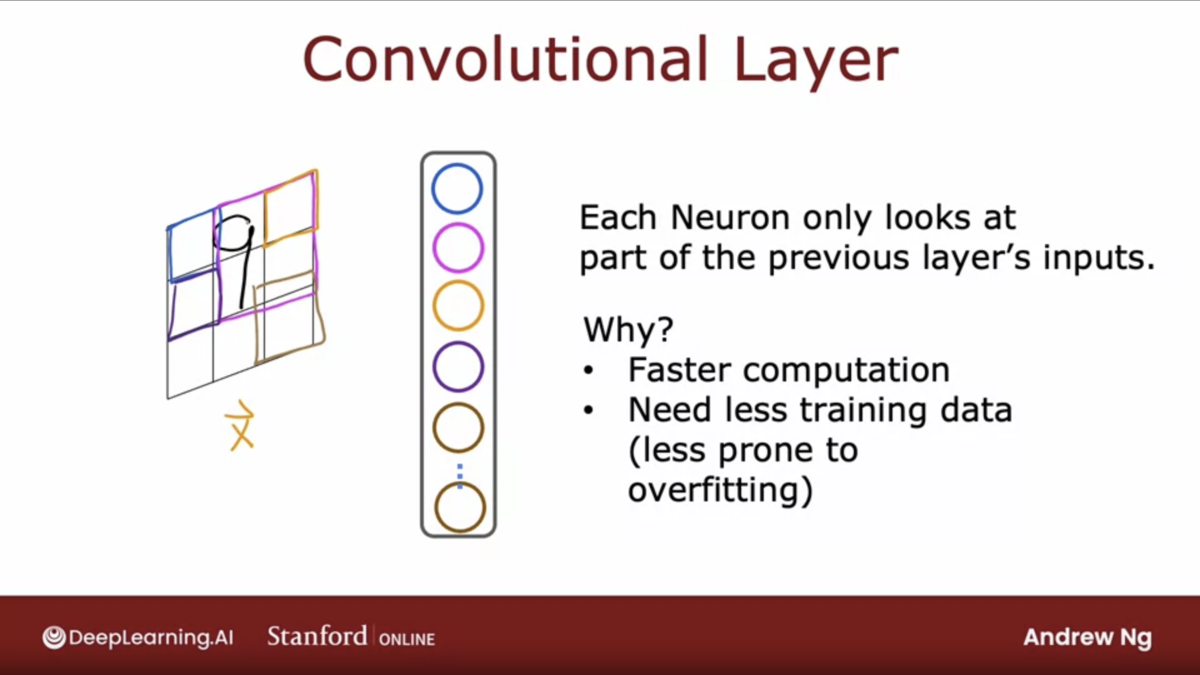 Convolutional Layer
9
Each Neuron only looks at
part of the previous layer’s inputs.
Why?
• Faster computation
• Need less training data
(less prone to
overfitting)
x⃗
DeepLearning.AI
Stanford | ONLINE
Andrew Ng